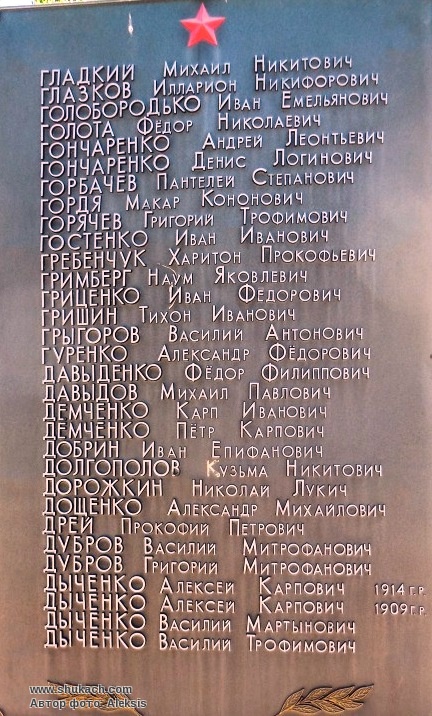 ГЛАДКИЙ Михаил Никитович
ГЛАЗКОВ Илларион Никифорович
ГОЛОБОРОДЬКО Иван Емельянович
ГОЛОТА Фёдор Николаевич
ГОНЧАРЕНКО Андрей Леонтьевич
ГОНЧАРЕНКО Денис Логинович
ГОРБАЧЕВ Пантелей Степанович
ГОРДЯ Макар Кононович
ГОРЯЧЕВ Григорий Трофимович
ГОСТЕНКО Иван Иванович
ГРЕБЕНЧУК Харитон Прокофьевич
ГРИМБЕРГ Наум Яковлевич
ГРИЦЕНКО Иван Федорович
ГРИШИН Тихон Иванович
ГРЫГОРОВ Василий Антонович
ГУРЕНКО Александр Фёдорович
ДАВЫДЕНКО Фёдор Филиппович
ДАВЫДОВ Михаил Павлович
ДЕМЧЕНКО Карп Иванович
ДЕМЧЕНКО Пётр Карпович
ДОБРИН Иван Епифанович
ДОЛГОПОЛОВ Кузьма Никитович
ДОРОЖКИН Николай Лукич
ДОЩЕНКО Александр Михайлович
ДРЕЙ Прокофий Петрович
ДУБРОВ Василий Митрофанович
ДУБРОВ Григорий Митрофанович
ДЫЧЕНКО Алексей Карпович 1914 г.р.
ДЫЧЕНКО Алексей Карпович 1909 г.р.
ДЫЧЕНКО Василий Мартынович
ДЫЧЕНКО Василий Трофимович
www.shukach.com
Автор фото: Aleksis